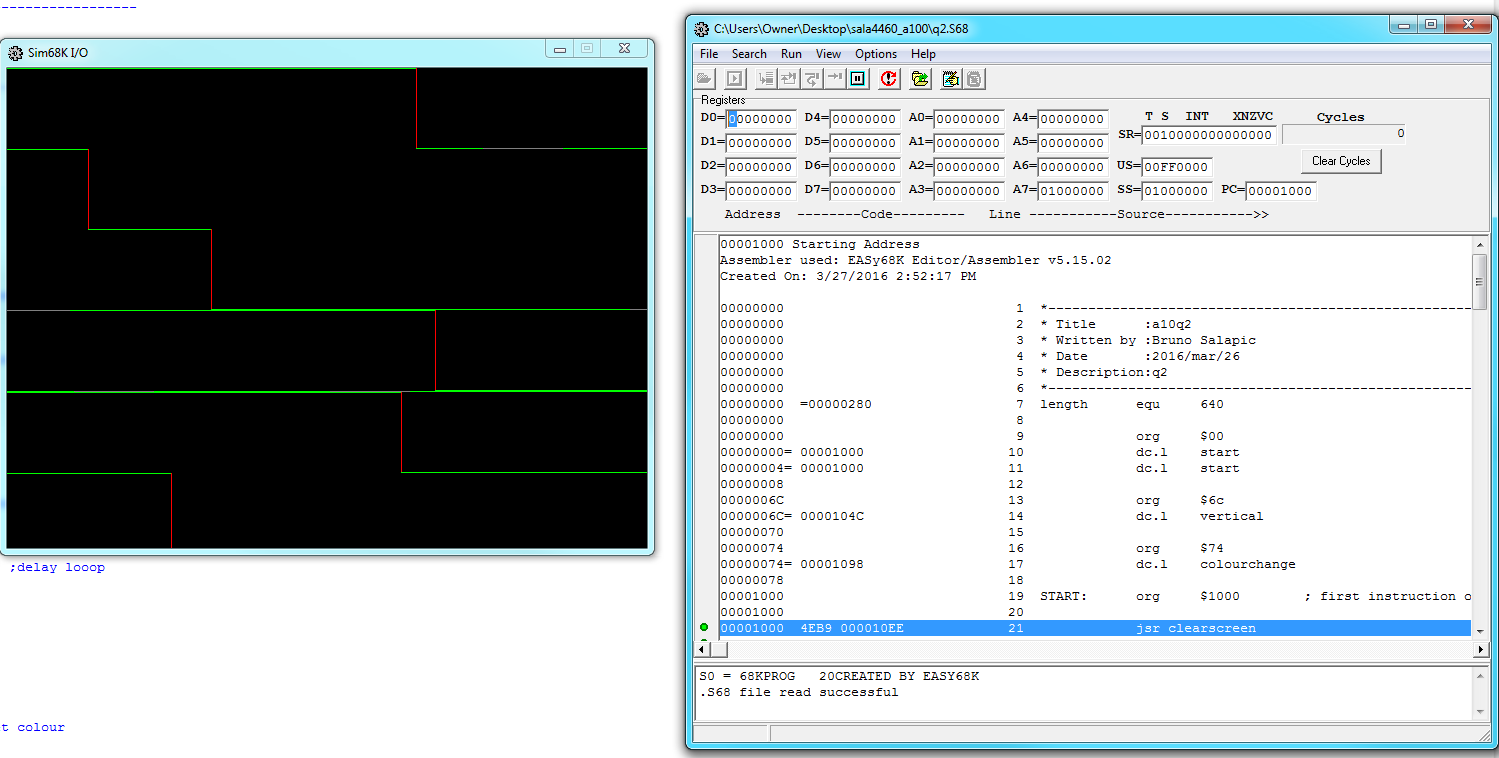 -----------------
Sim68K I/O
;delay looop
t colour
C:\Users\Owner\Desktop\sala4460_a100\q2.S68
File Search Run View Options Help
Registers
D0=00000000 D4=00000000 A0=00000000 A4=00000000 T S INT XNZVC Cycles
SR=0010000000000000 0
D1=00000000 D5=00000000 A1=00000000 A5=00000000
D2=00000000 D6=00000000 A2=00000000 A6=00000000 US=00FF0000 Clear Cycles
D3=00000000 D7=00000000 A3=00000000 A7=01000000 SS=01000000 PC=00001000
Address --------Code--------- Line -----------Source----------->>
00001000 Starting Address
Assembler used: EASy68K Editor/Assembler v5.15.02
Created On: 3/27/2016 2:52:17 PM
00000000 1 *------------------------------------------------------
00000000 2 * Title :a10q2
00000000 3 * Written by :Bruno Salapic
00000000 4 * Date :2016/mar/26
00000000 5 * Description:q2
00000000 6 *------------------------------------------------------
00000000 =00000280 7 length equ 640
00000000 8
00000000 9 org $00
00000000= 00001000 10 dc.l start
00000004= 00001000 11 dc.l start
00000008 12
0000006C 13 org $6c
0000006C= 0000104C 14 dc.l vertical
00000070 15
00000074 16 org $74
00000074= 00001098 17 dc.l colourchange
00000078 18
00001000 19 START: org $1000 ; first instruction o
00001000 20
00001000 4EB9 000010EE 21 jsr clearscreen
S0 = 68KPROG 20CREATED BY EASY68K
.S68 file read successful